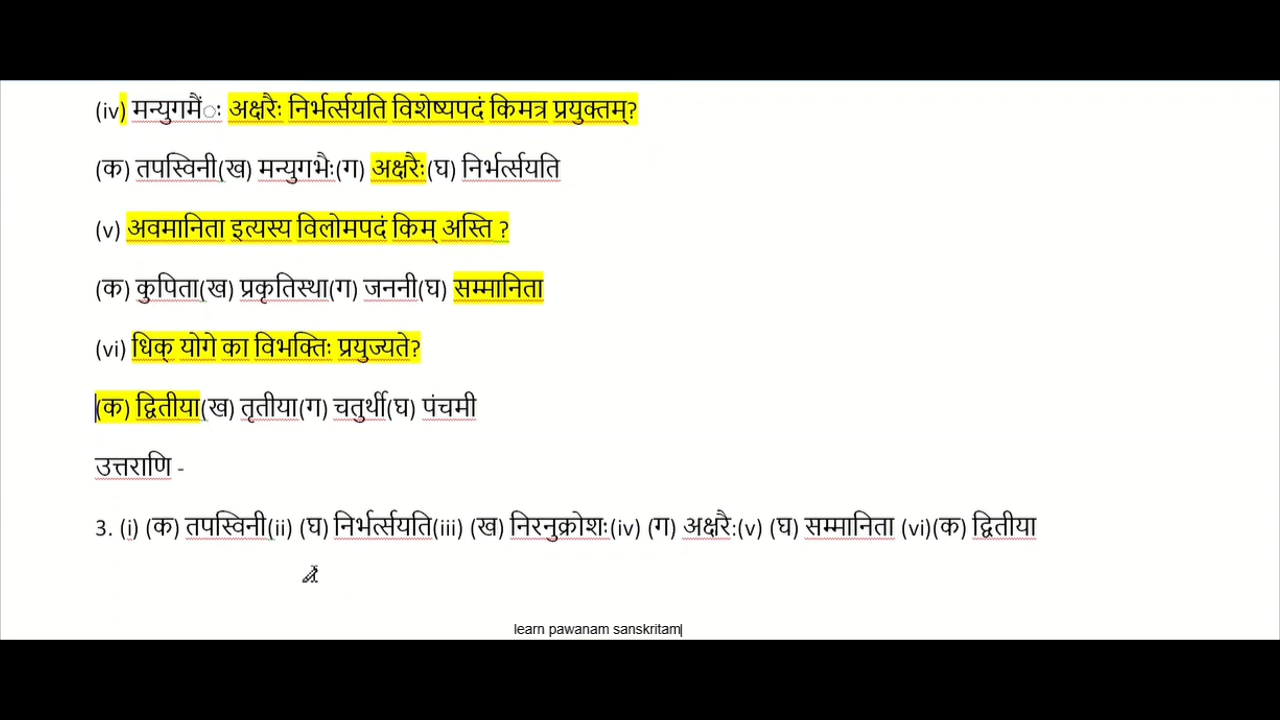 (iv) मन्युगमैंः अक्षरैः निर्भर्त्सयति विशेष्यपदं किमत्र प्रयुक्तम्?
(क) तपस्विनी(ख) मन्युगभैः(ग) अक्षरैः(घ) निर्भर्त्सयति
(v) अवमानिता इत्यस्य विलोमपदं किम् अस्ति ?
(क) कुपिता(ख) प्रकृतिस्था(ग) जननी(घ) सम्मानिता
(vi) धिक् योगे का विभक्तिः प्रयुज्यते?
(क) द्वितीया(ख) तृतीया(ग) चतुर्थी(घ) पंचमी
उत्तराणि -
3. (i) (क) तपस्विनी(ii) (घ) निर्भर्त्सयति(iii) (ख) निरनुक्रोशः(iv) (ग) अक्षरै:(v) (घ) सम्मानिता (vi)(क) द्वितीया
learn pawanam sanskritam